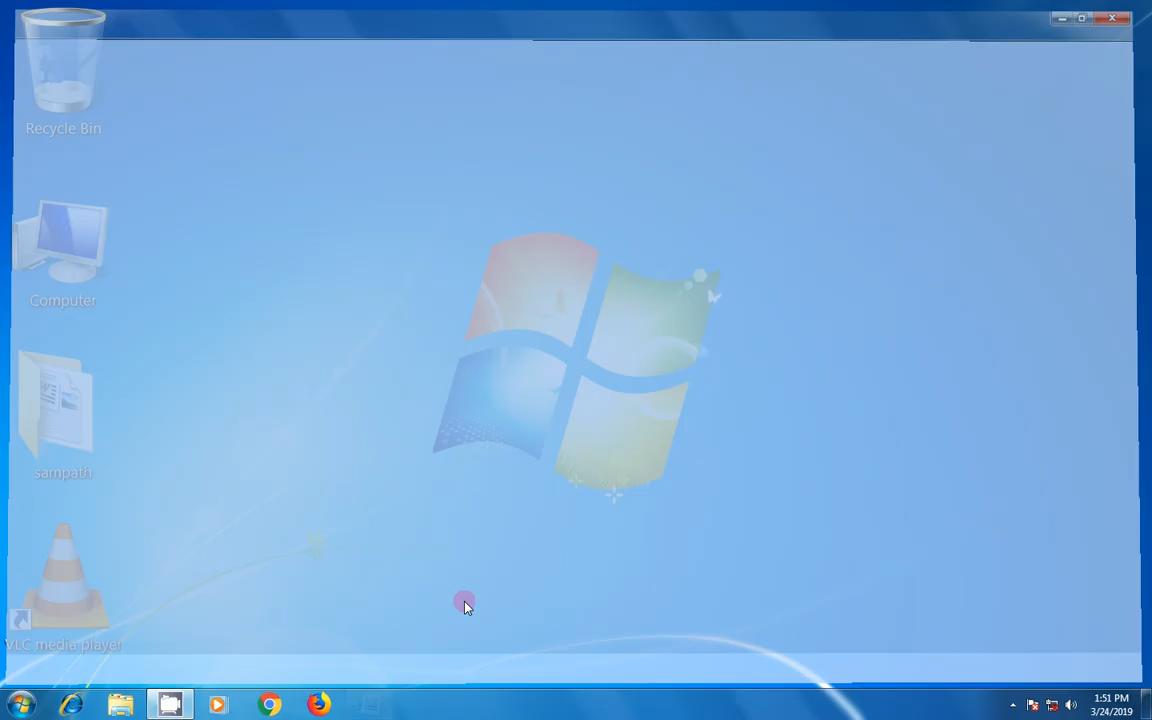 Recycle Bin
Computer
sampath
VLC media player
1:51 PM
3/24/2019